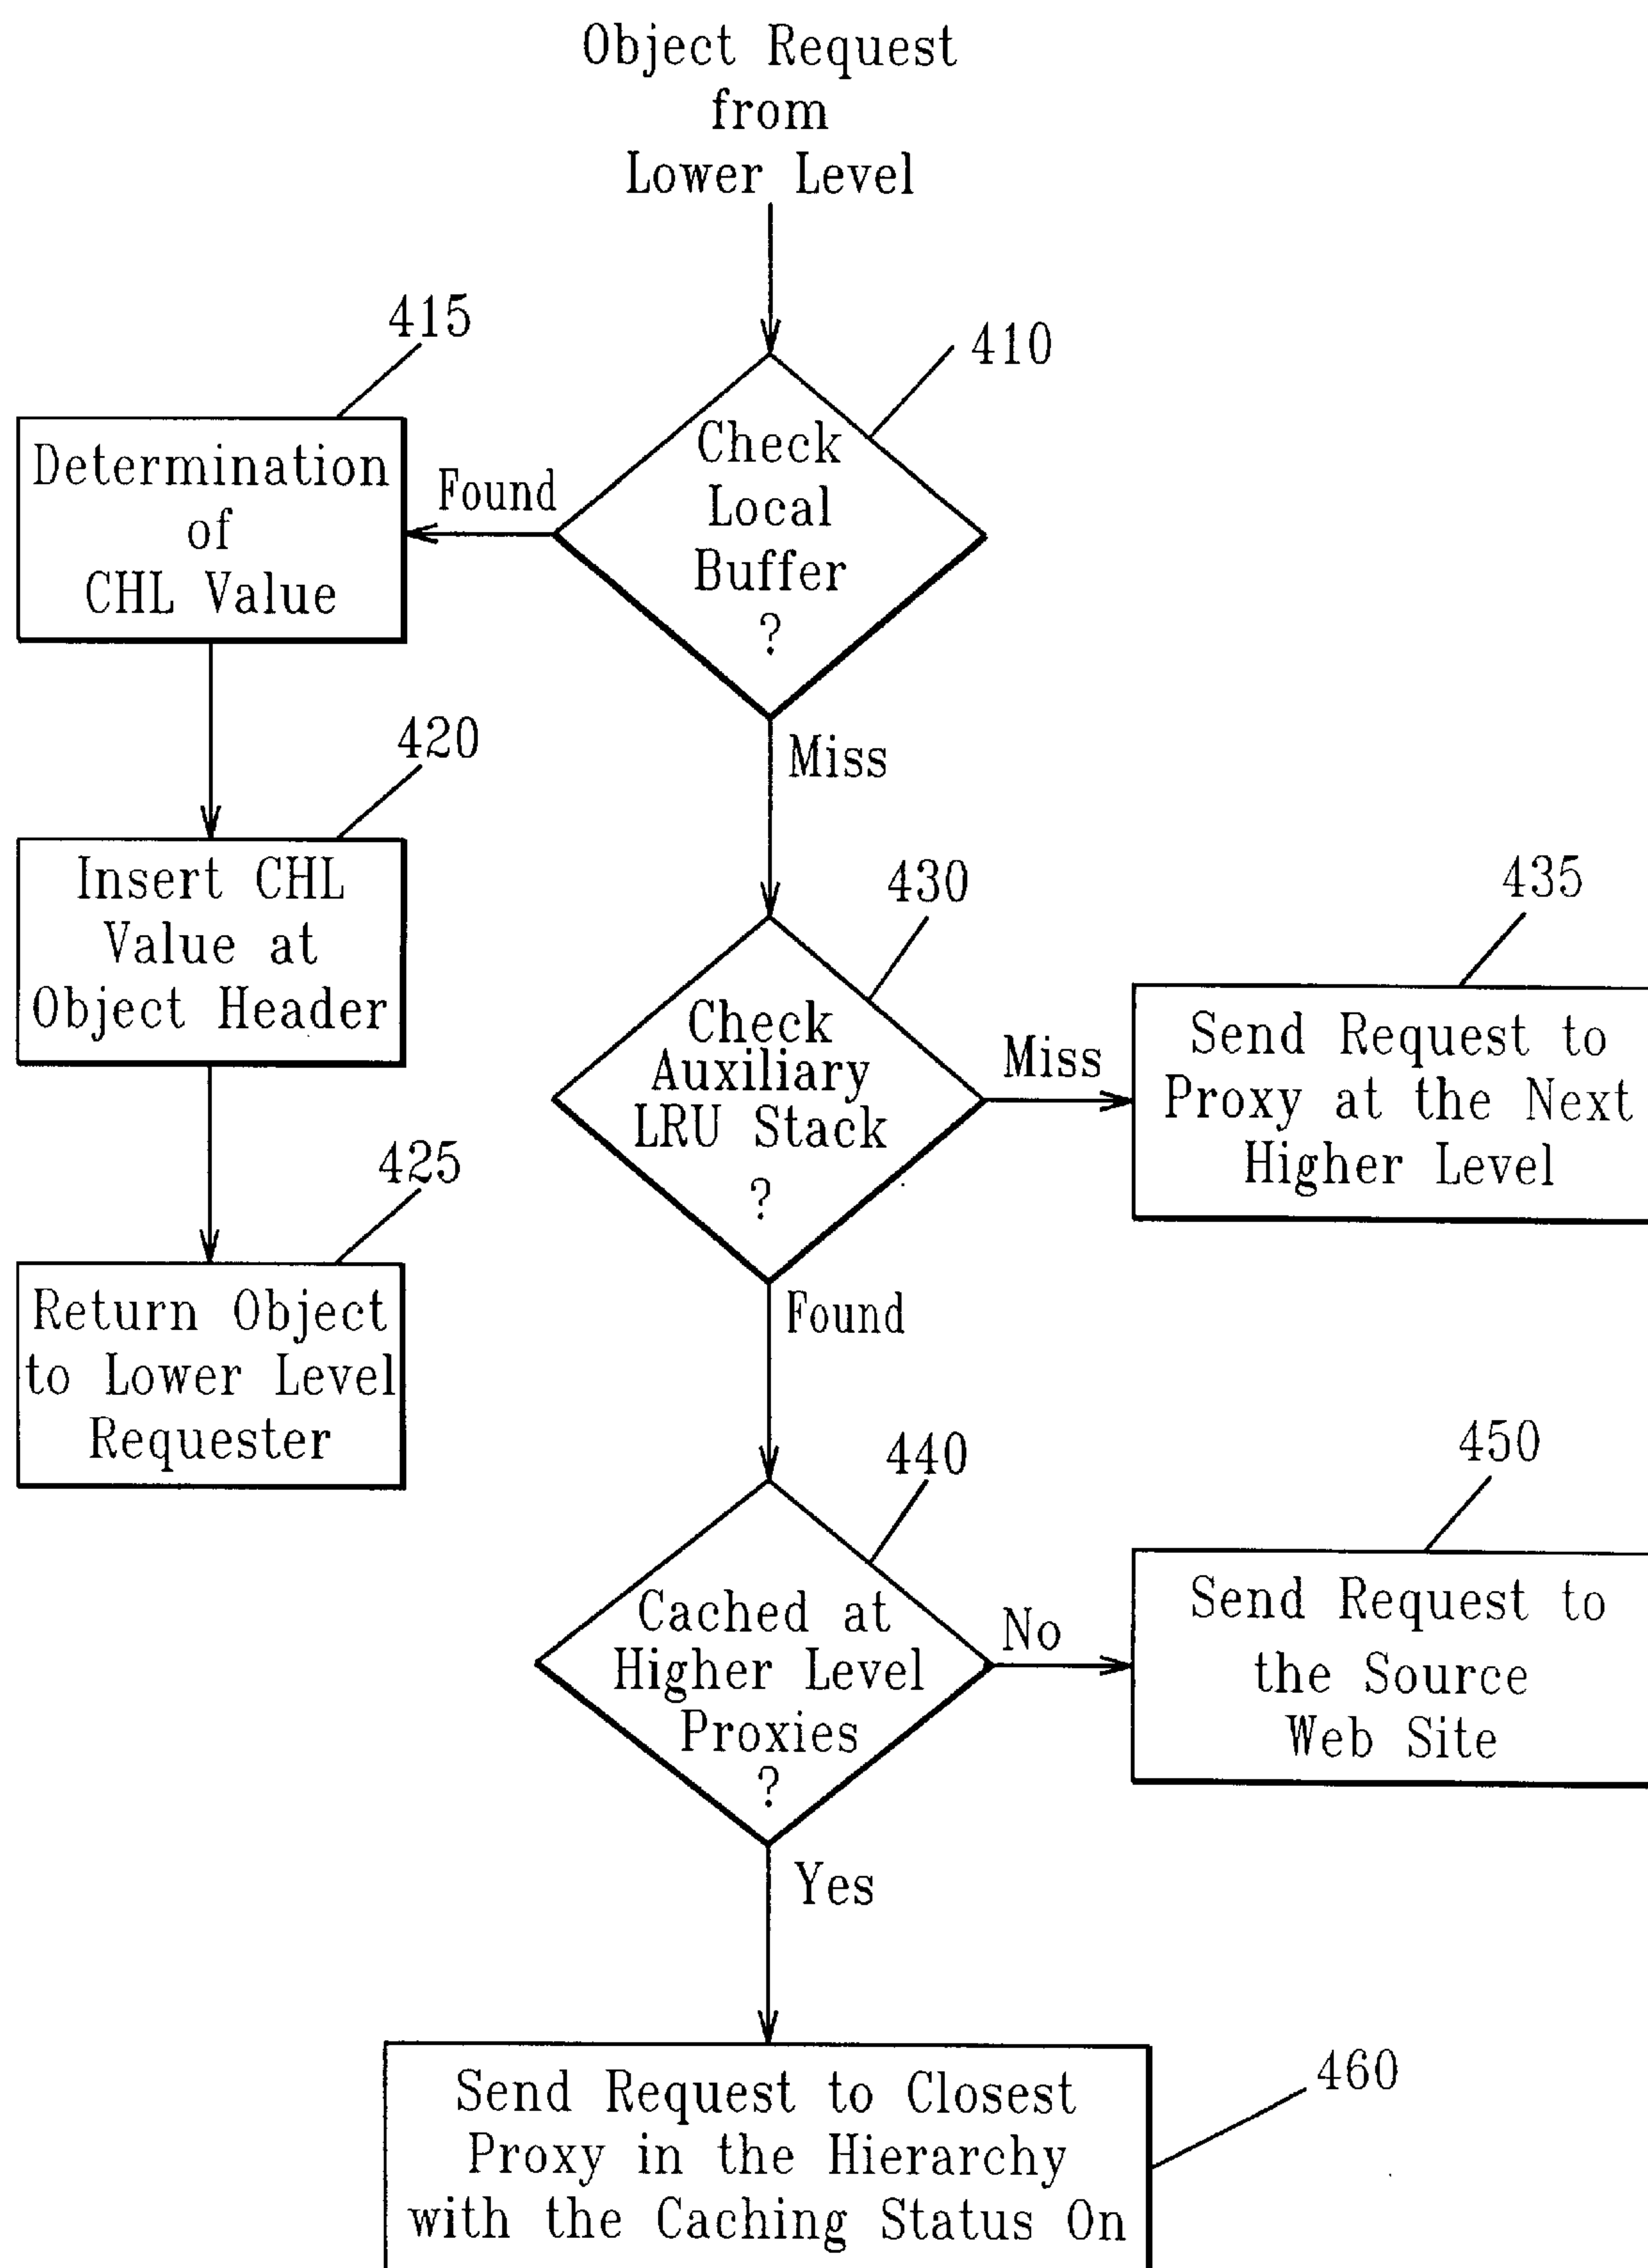 Object Request
from
Lower Level
415
410
Determination
of
CHL Value
Found
Check
Local
Buffer
?
Miss
420
Insert CHL
Value at
Object Header
430
Check
Auxiliary
LRU Stack
?
Miss
435
Send Request to
Proxy at the Next
Higher Level
425
Return Object
to Lower Level
Requester
Found
440
Cached at
Higher Level
Proxies
?
No
450
Send Request to
the Source
Web Site
Yes
460
Send Request to Closest
Proxy in the Hierarchy
with the Caching Status On